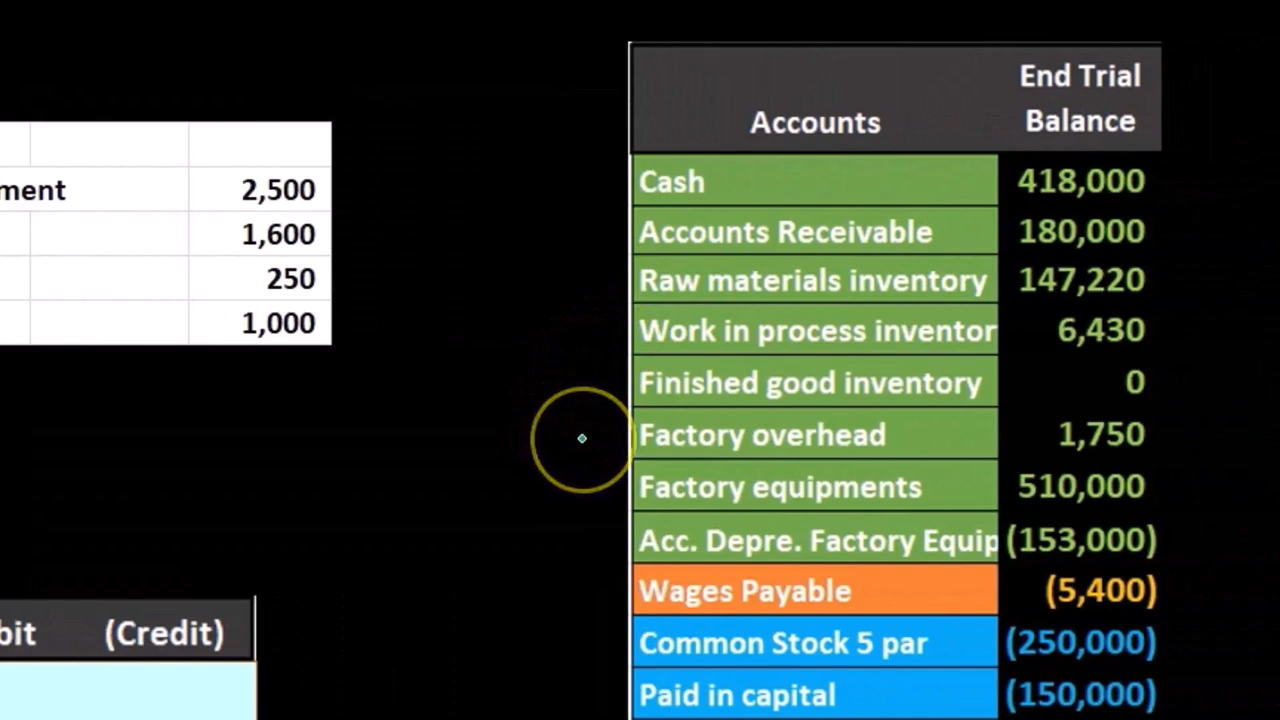 ment 2,500
1,600
250
1,000
bit (Credit)
End Trial
Accounts Balance
Cash 418,000
Accounts Receivable 180,000
Raw materials inventory 147,220
Work in process inventor 6,430
Finished good inventory 0
Factory overhead 1,750
Factory equipments 510,000
Acc. Depre. Factory Equip (153,000)
Wages Payable (5,400)
Common Stock 5 par (250,000)
Paid in capital (150,000)